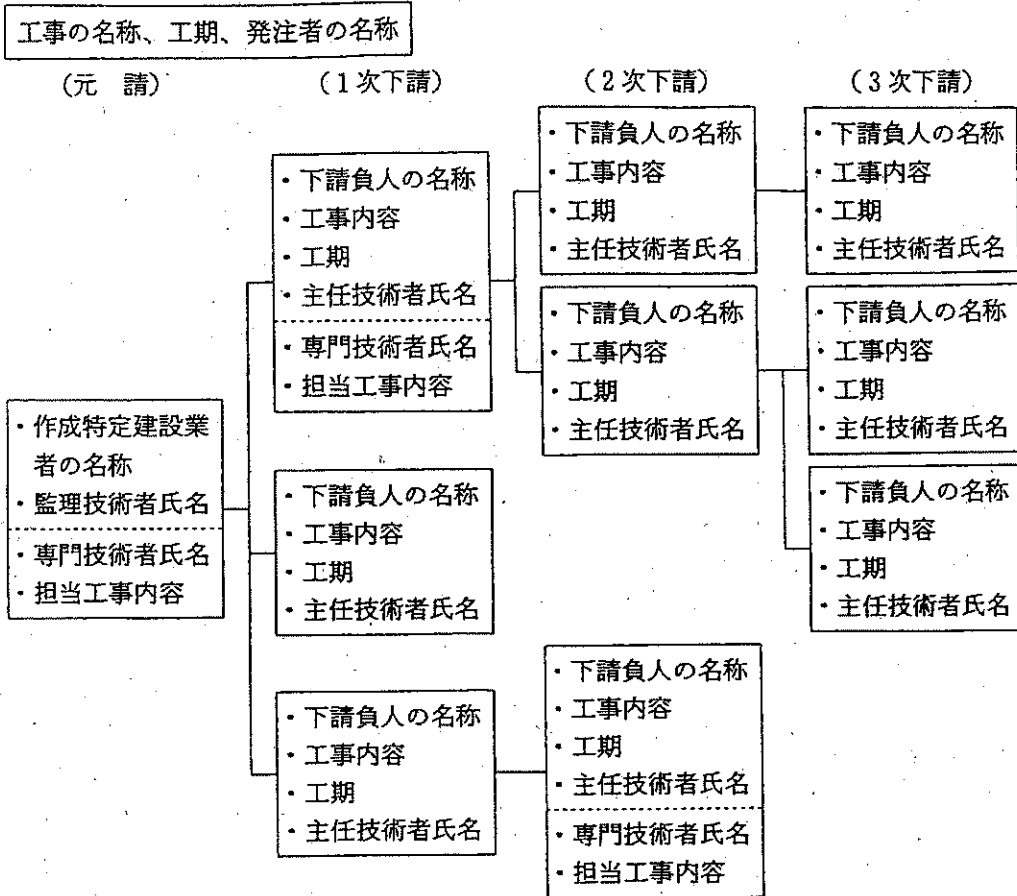 工事の名称、工期、発注者の名称
(元 請)
(1次下請)
(2次下請)
(3次下請)
・作成特定建設業
者の名称
・監理技術者氏名
・専門技術者氏名
・担当工事内容
・下請負人の名称
・工事内容
・工期
・主任技術者氏名
・専門技術者氏名
・担当工事内容
・下請負人の名称
・工事内容
・工期
・主任技術者氏名
・下請負人の名称
・工事内容
・工期
・主任技術者氏名
・下請負人の名称
・工事内容
・工期
・主任技術者氏名
・下請負人の名称
・工事内容
・工期
・主任技術者氏名
・下請負人の名称
・工事内容
・工期
・主任技術者氏名
・専門技術者氏名
・担当工事内容
・下請負人の名称
・工事内容
・工期
・主任技術者氏名
・下請負人の名称
・工事内容
・工期
・主任技術者氏名
・下請負人の名称
・工事内容
・工期
・主任技術者氏名